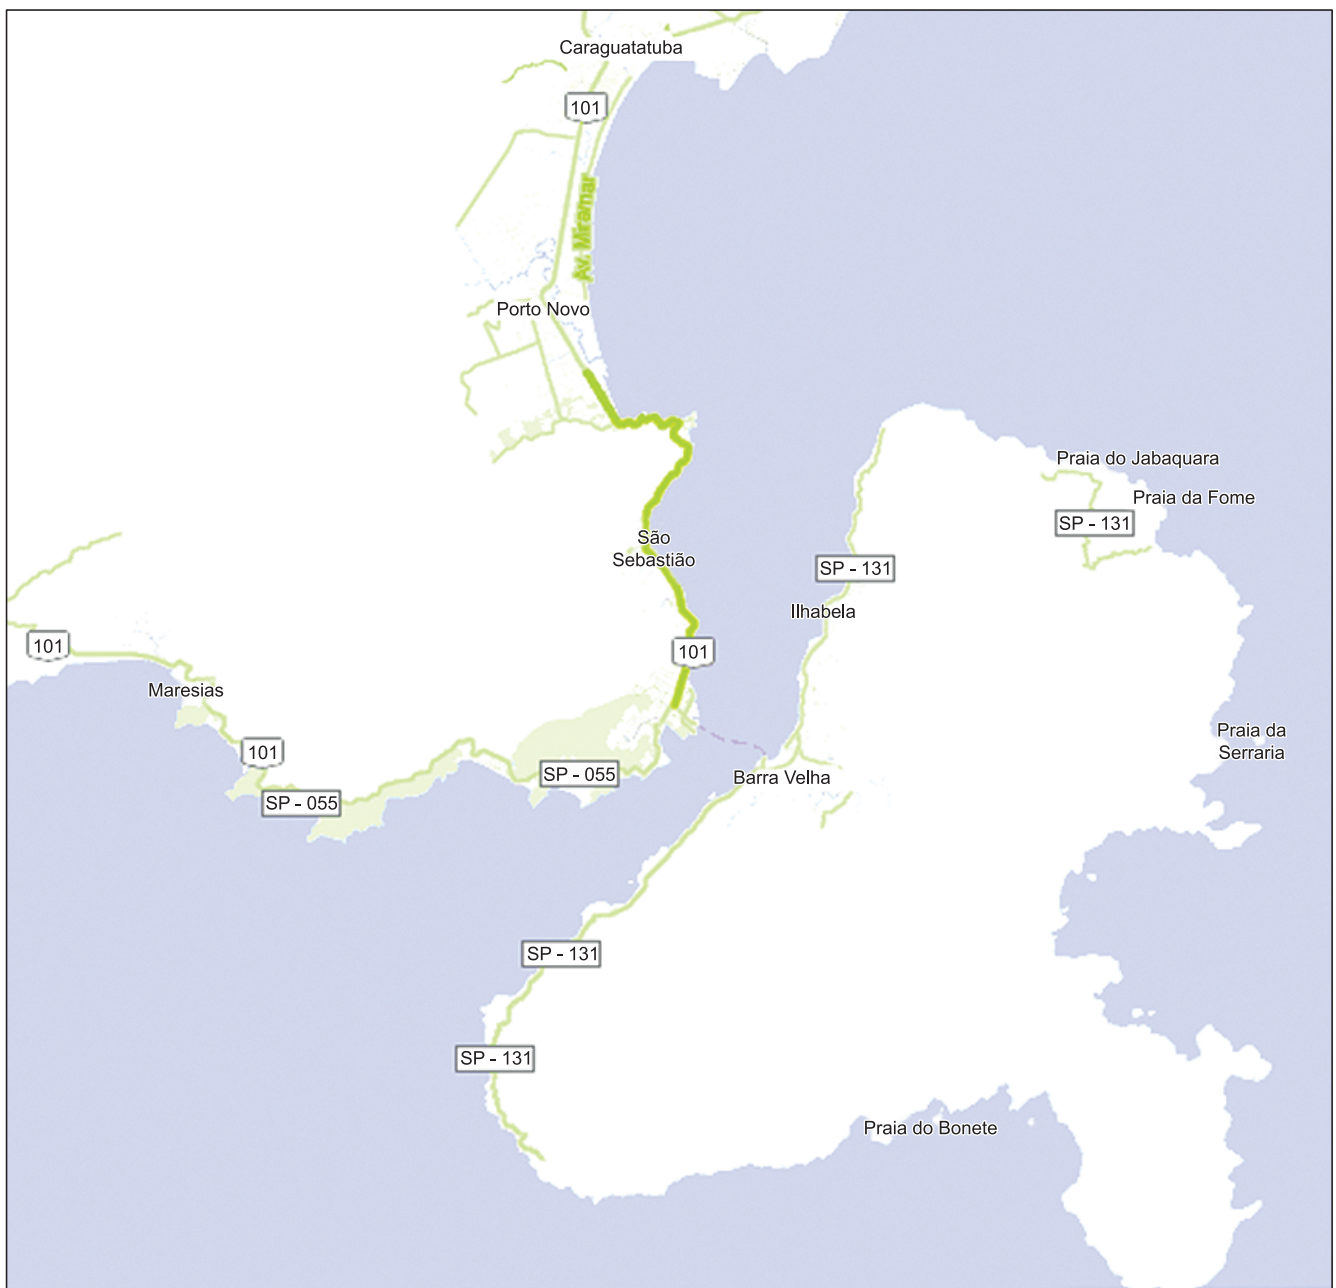 Caraguatatuba
101
Av. Miramar
Porto Novo
Praia do Jabaquara
Praia da Fome
SP - 131
São
Sebastião
SP - 131
Ilhabela
101
101
Maresias
Praia da
Serraria
101
SP - 055
Barra Velha
SP - 055
SP - 131
SP - 131
Praia do Bonete